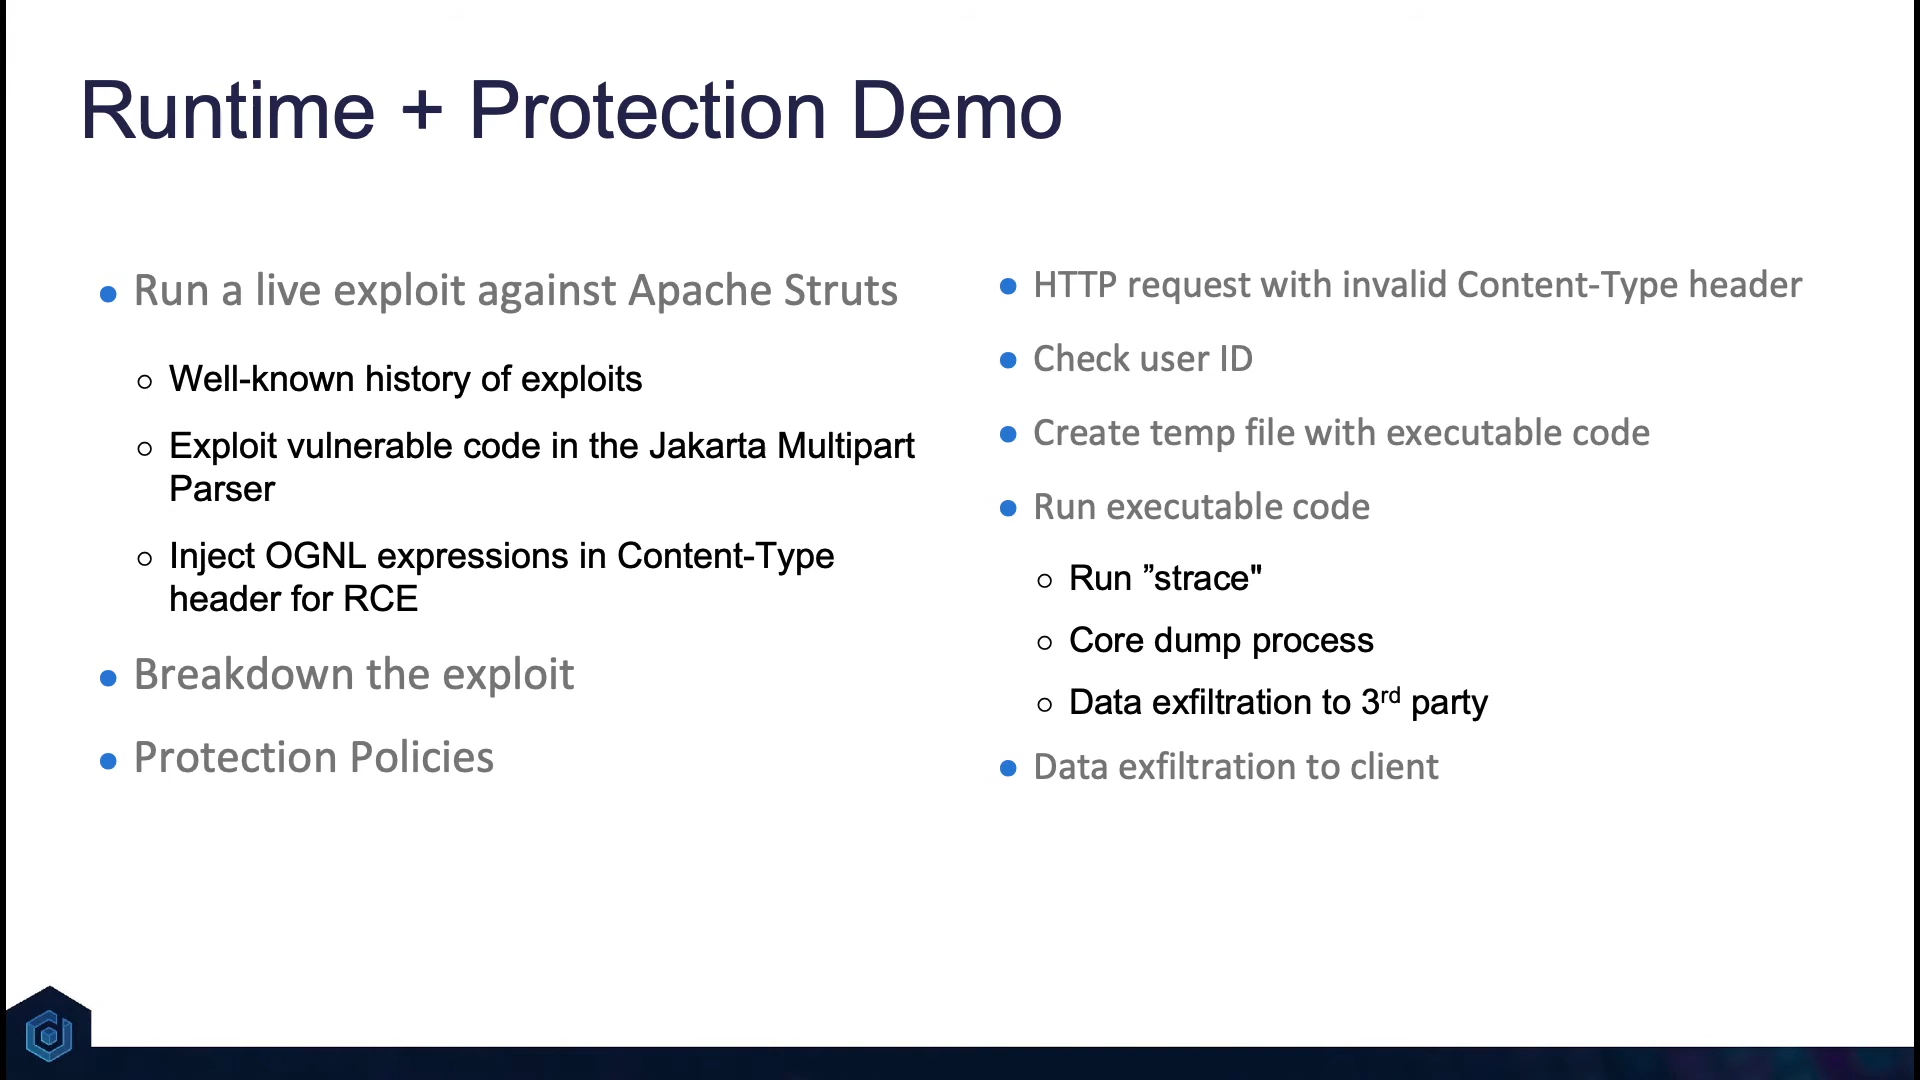 Runtime + Protection Demo
Run a live exploit against Apache Struts
Well-known history of exploits
Exploit vulnerable code in the Jakarta Multipart
Parser
Inject OGNL expressions in Content-Type
header for RCE
Breakdown the exploit
Protection Policies
HTTP request with invalid Content-Type header
Check user ID
Create temp file with executable code
Run executable code
Run ”strace"
Core dump process
Data exfiltration to 3rd party
Data exfiltration to client